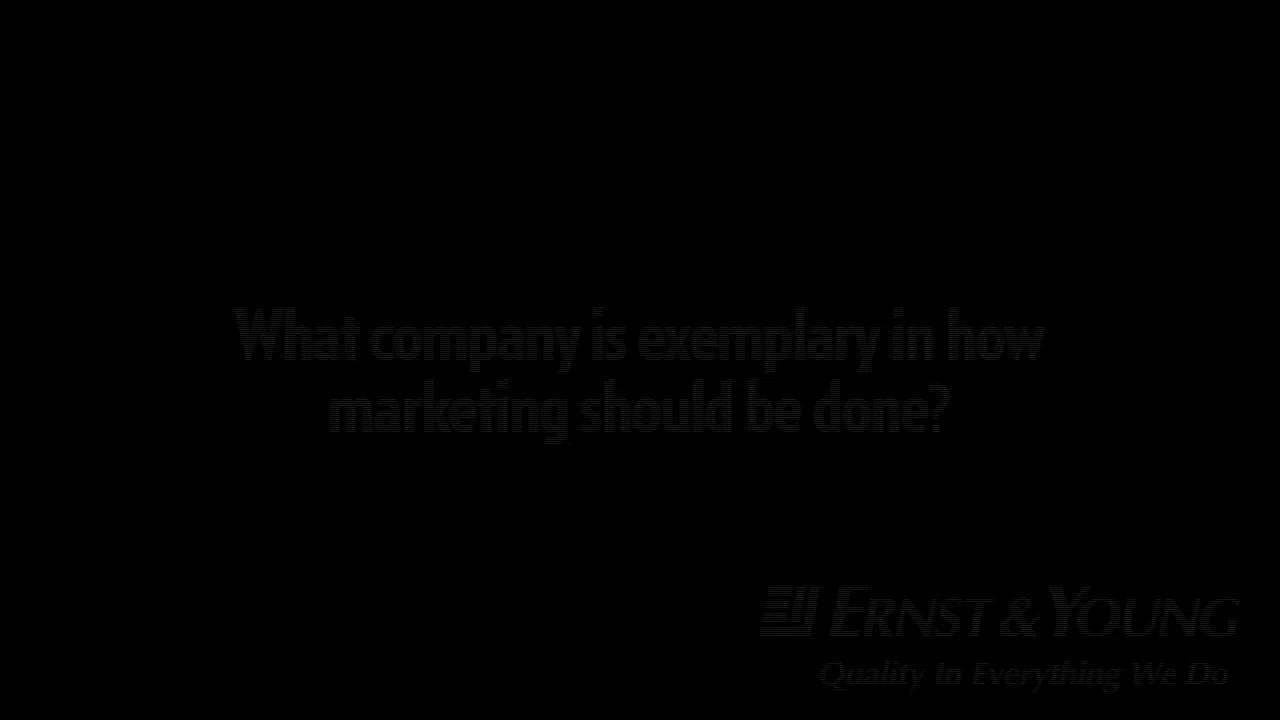 What company is exemplary in how
marketing should be done?
ERNST & YOUNG
Quality In Everything We Do